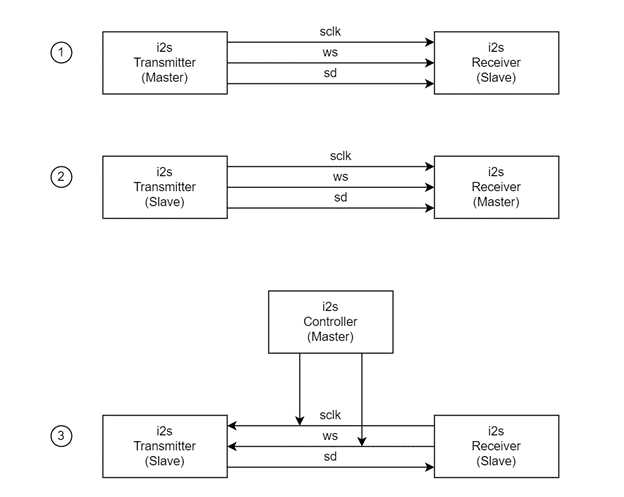 1
i2s
Transmitter
(Master)
sclk
ws
sd
i2s
Receiver
(Slave)
2
i2s
Transmitter
(Slave)
sclk
ws
sd
i2s
Receiver
(Master)
i2s
Controller
(Master)
3
i2s
Transmitter
(Slave)
sclk
ws
sd
i2s
Receiver
(Slave)